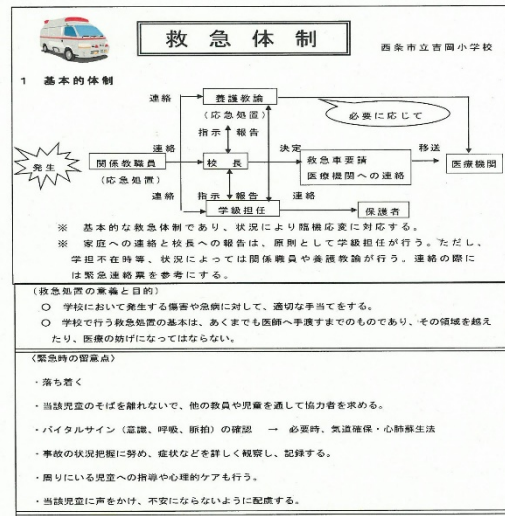 救急体制
西条市立吉岡小学校
1 基本的体制
連絡
養護教諭
(応急処置)
必要に応じて
指示 報告
発生
連絡
関係教職員
(応急処置)
校長
決定
救急車要請
医療機関への連絡
移送
医療機関
連絡
指示 報告
連絡
学級担任
保護者
※ 基本的な救急体制であり、状況により臨機応変に対応する。
※ 家庭への連絡と校長への報告は、原則として学級担任が行う。ただし、
学担不在時等、状況によっては関係職員や養護教諭が行う。連絡の際に
は緊急連絡票を参考にする。
(救急処置の意義と目的)
○ 学校において発生する傷害や急病に対して、適切な手当てをする。
○ 学校で行う救急処置の基本は、あくまでも医師へ手渡すまでのものであり、その領域を越え
たり、医療の妨げになってはならない。
〈緊急時の留意点〉
・落ち着く
・当該児童のそばを離れないで、他の教員や児童を通して協力者を求める。
・バイタルサイン(意識、呼吸、脈拍)の確認 → 必要時、気道確保・心肺蘇生法
・事故の状況把握に努め、症状などを詳しく観察し、記録する。
・周りにいる児童への指導や心理的ケアも行う。
・当該児童に声をかけ、不安にならないように配慮する。